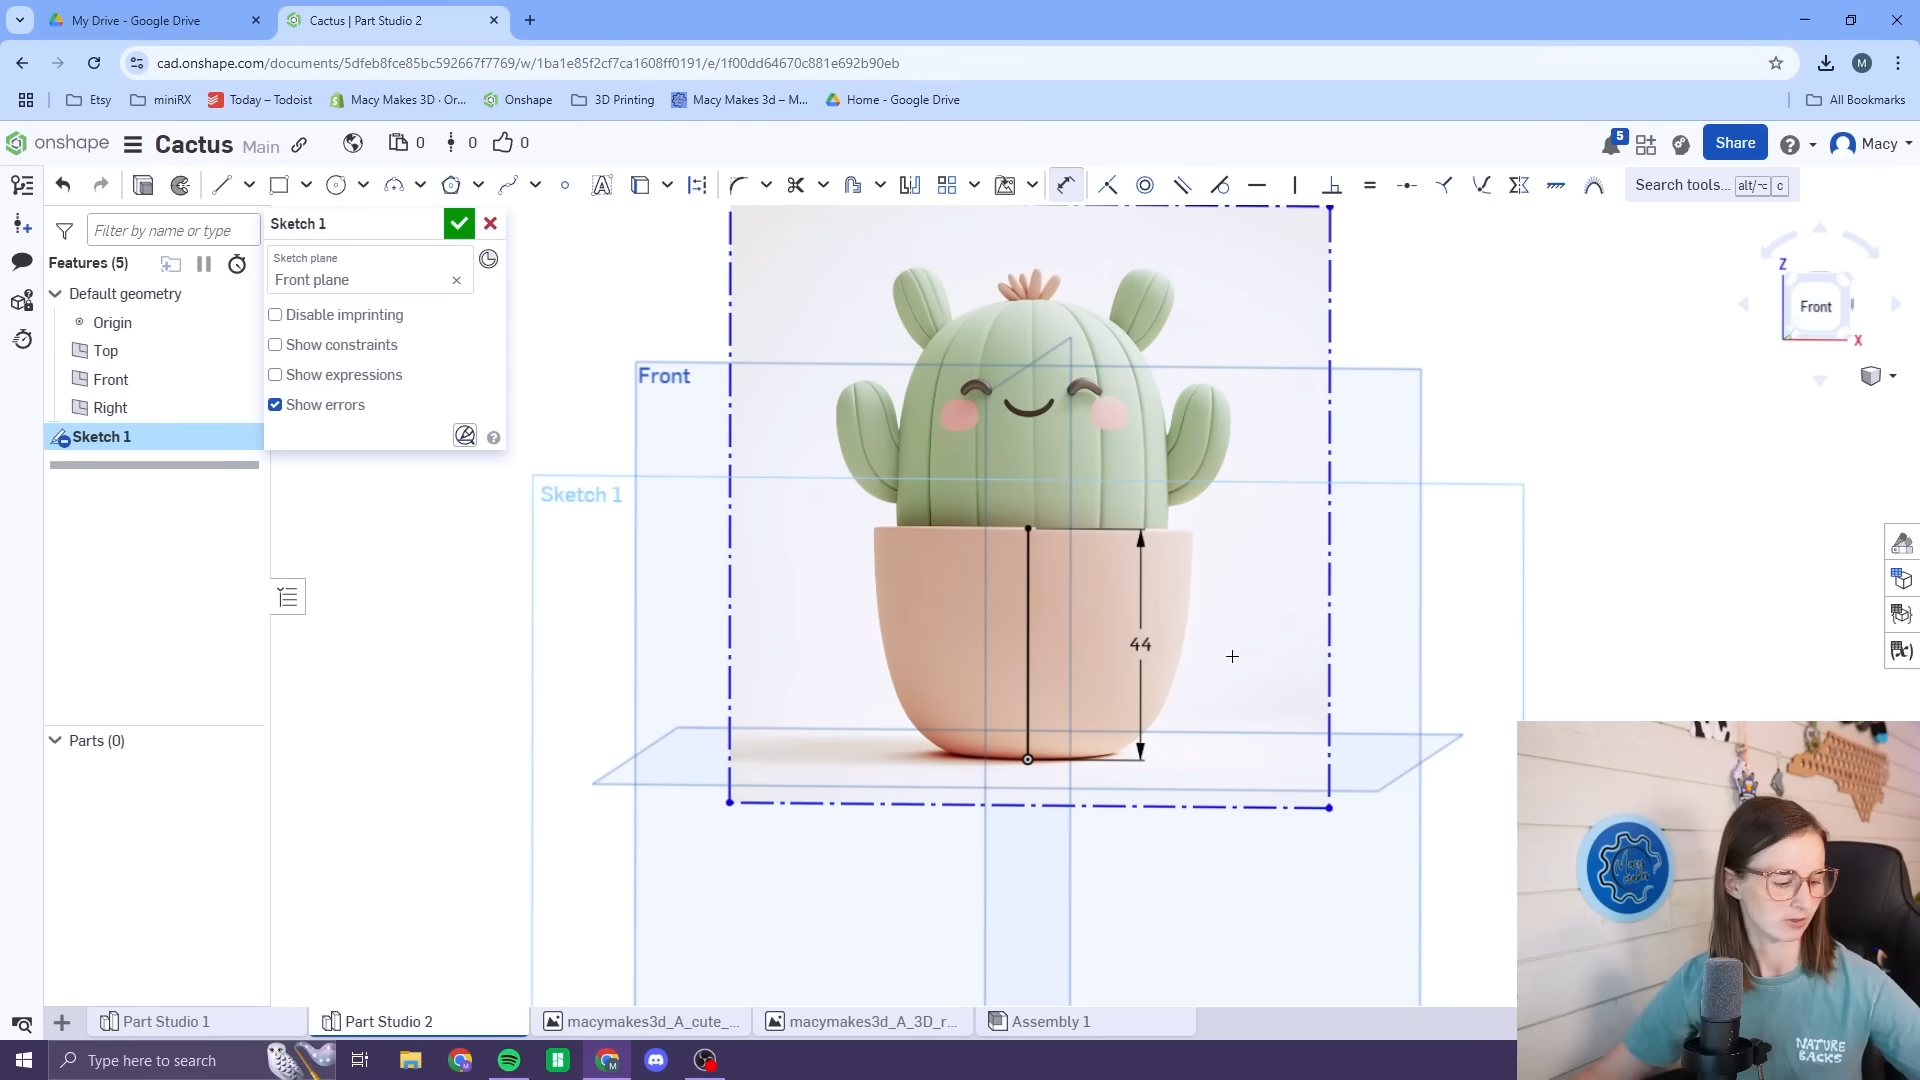 My Drive - Google Drive
Cactus | Part Studio 2
cad.onshape.com/documents/5dfeb8fce85bc592667f7769/w/1ba1e85f2cf7ca1608ff0191/e/1f00dd64670c881e692b90eb
M
Etsy
miniRX
Today – Todoist
Macy Makes 3D · Or...
Onshape
3D Printing
Macy Makes 3d – M...
Home - Google Drive
All Bookmarks
onshape
Cactus
Main
0
0
0
5
Share
Macy
Search tools...
alt/⌥
c
Filter by name or type
Sketch 1
Sketch plane
Front plane
Features (5)
Default geometry
Origin
Top
Front
Right
Sketch 1
Disable imprinting
Show constraints
Show expressions
Show errors
Front
Sketch 1
44
Z
Front
X
(x)
Parts (0)
Part Studio 1
Part Studio 2
macymakes3d_A_cute_...
macymakes3d_A_3D_r...
Assembly 1
Type here to search
Macy
makes
NATURE
BACKS